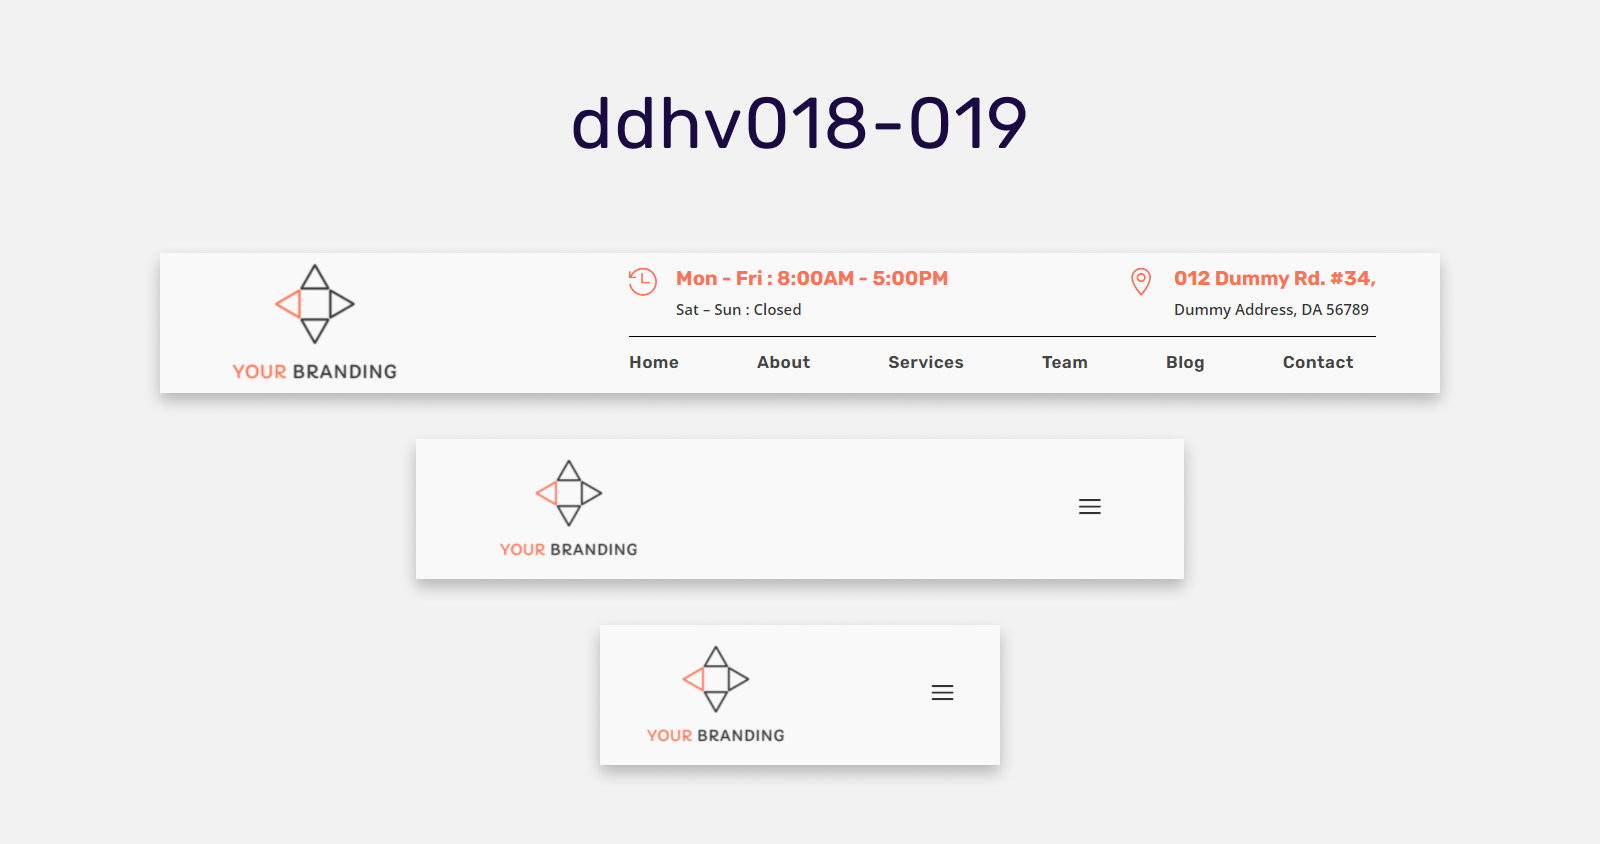 ddhv018-019
Mon - Fri : 8:00AM - 5:00PM
Sat – Sun : Closed
012 Dummy Rd. #34,
Dummy Address, DA 56789
YOUR BRANDING
Home About Services Team Blog Contact
YOUR BRANDING
YOUR BRANDING